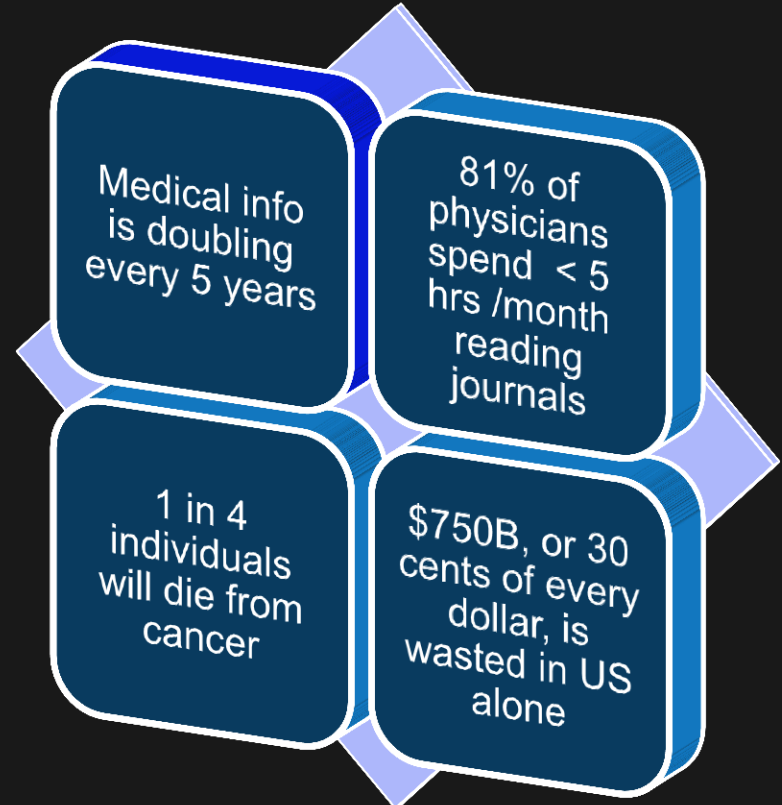 Medical info
is doubling
every 5 years
81% of
physicians
spend < 5
hrs /month
reading
journals
1 in 4
individuals
will die from
cancer
$750B, or 30
cents of every
dollar, is
wasted in US
alone